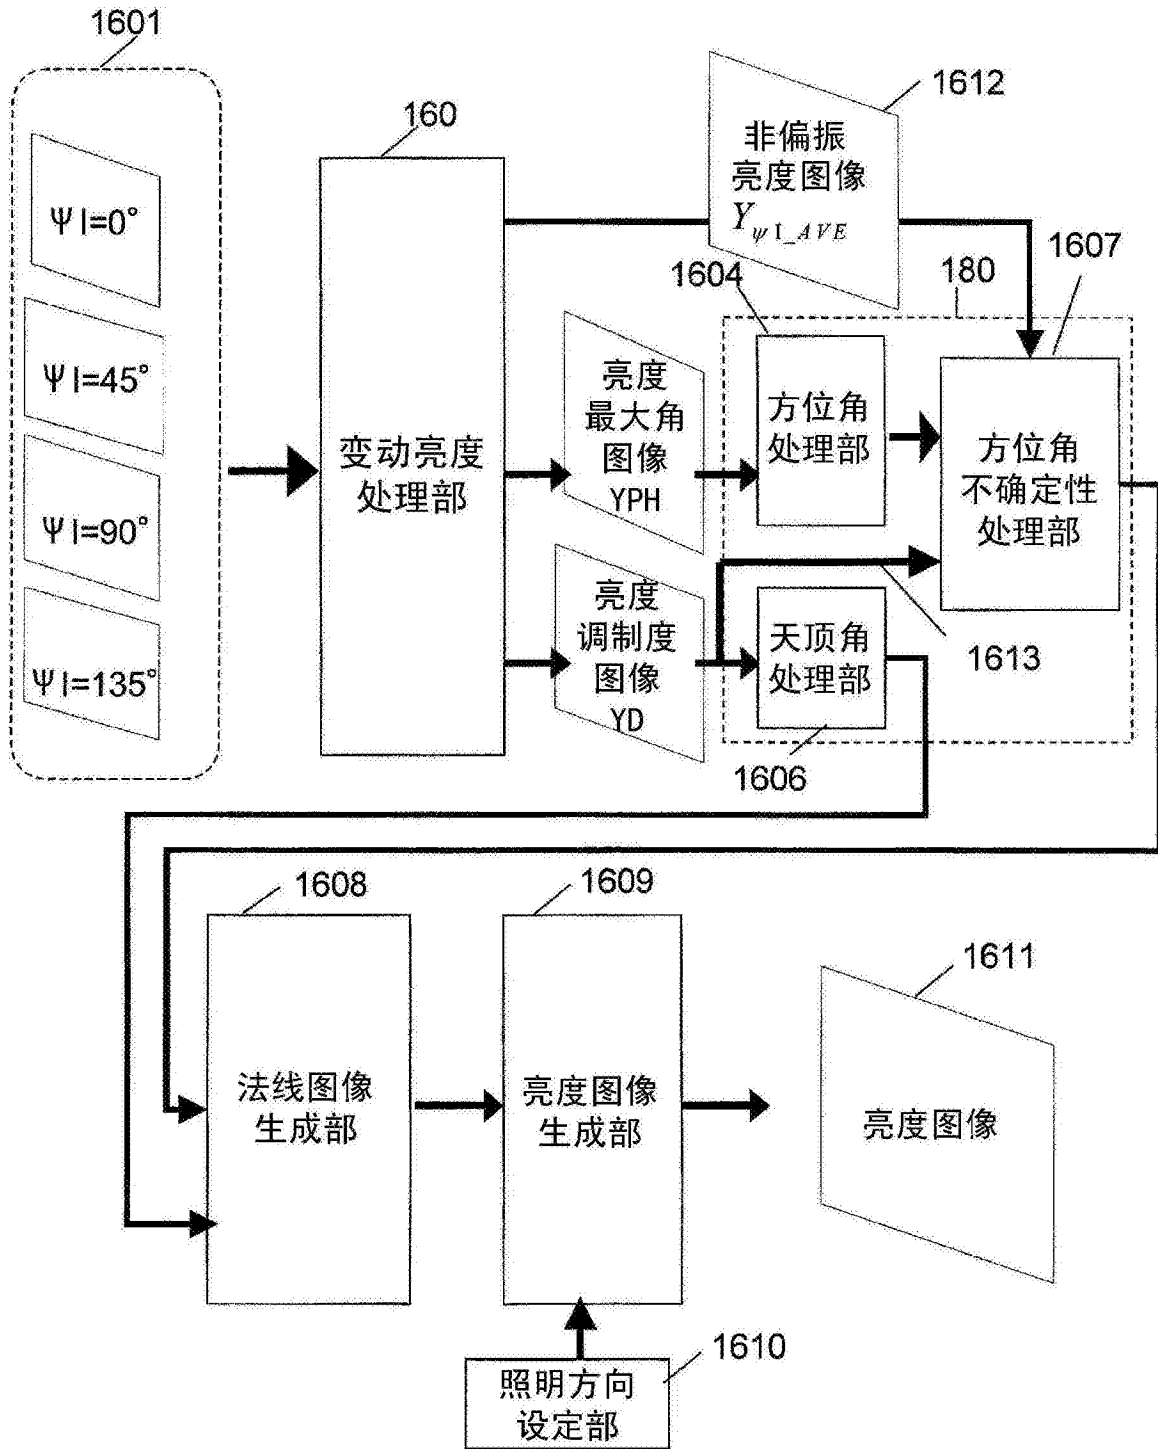 1601
ΨI=0°
ΨI=45°
ΨI=90°
ΨI=135°
160
变动亮度
处理部
1612
非偏振
亮度图像
YψI_AVE
亮度
最大角
图像
YPH
亮度
调制度
图像
YD
180
1604
方位角
处理部
1607
方位角
不确定性
处理部
1613
天顶角
处理部
1606
1608
法线图像
生成部
1609
亮度图像
生成部
1611
亮度图像
1610
照明方向
设定部